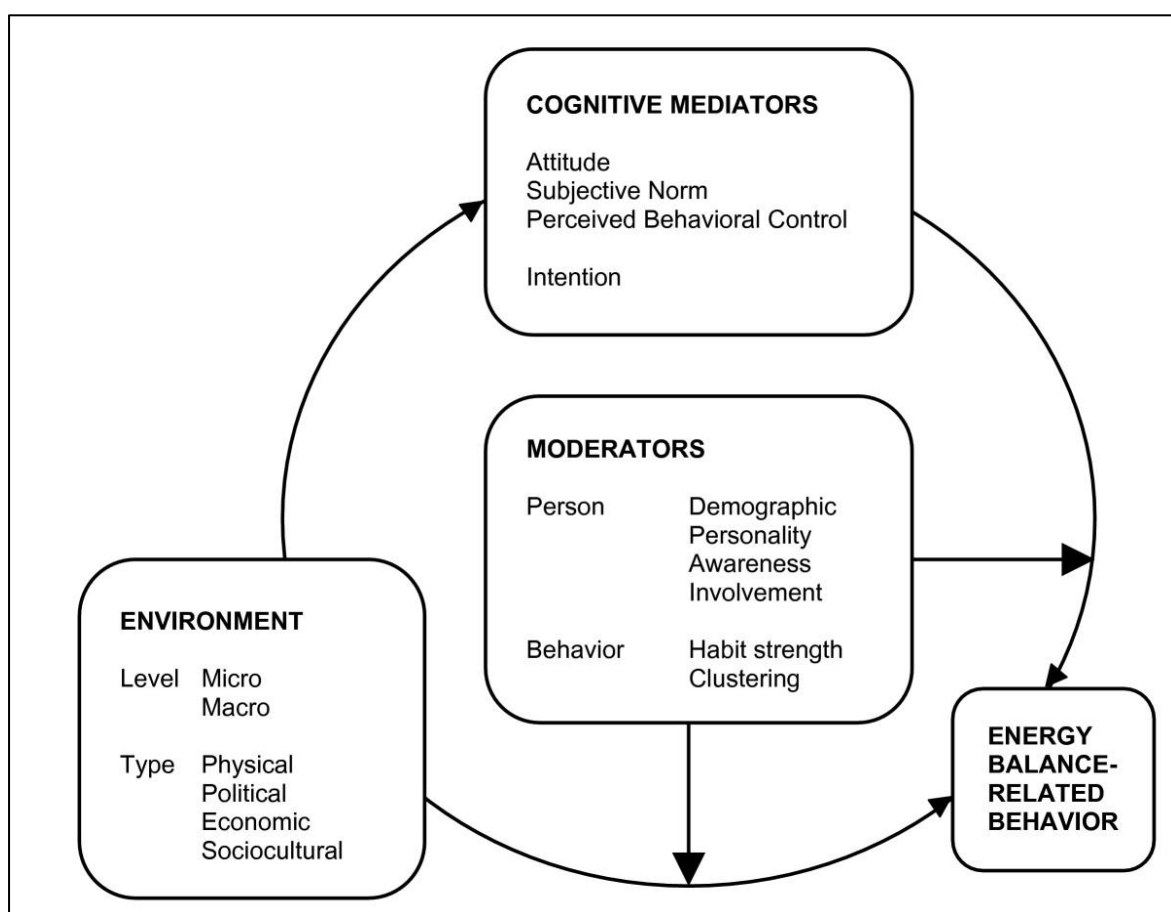 COGNITIVE MEDIATORS
Attitude
Subjective Norm
Perceived Behavioral Control
Intention
MODERATORS
Person Demographic
Personality
Awareness
Involvement
Behavior Habit strength
Clustering
ENVIRONMENT
Level Micro
Macro
Type Physical
Political
Economic
Sociocultural
ENERGY
BALANCE-
RELATED
BEHAVIOR